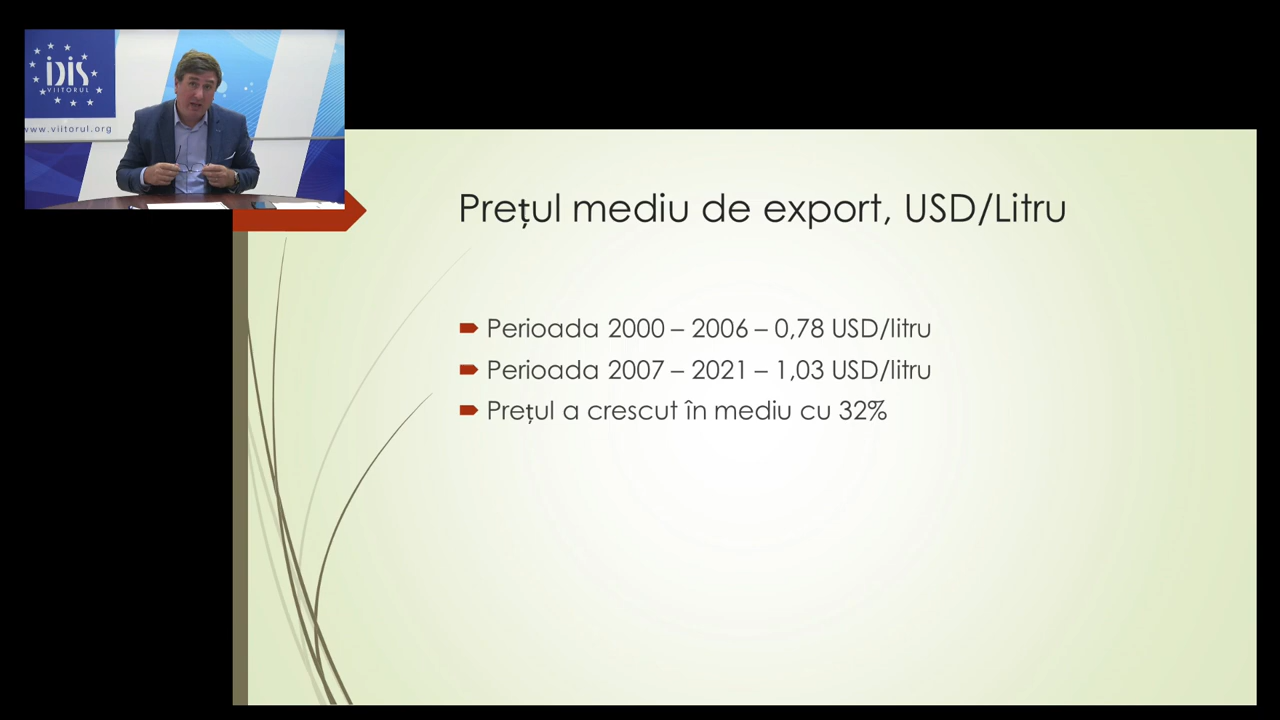 IDIS
VIITORUL
www.viitorul.org
Prețul mediu de export, USD/Litru
Perioada 2000 – 2006 – 0,78 USD/litru
Perioada 2007 – 2021 – 1,03 USD/litru
Prețul a crescut în mediu cu 32%